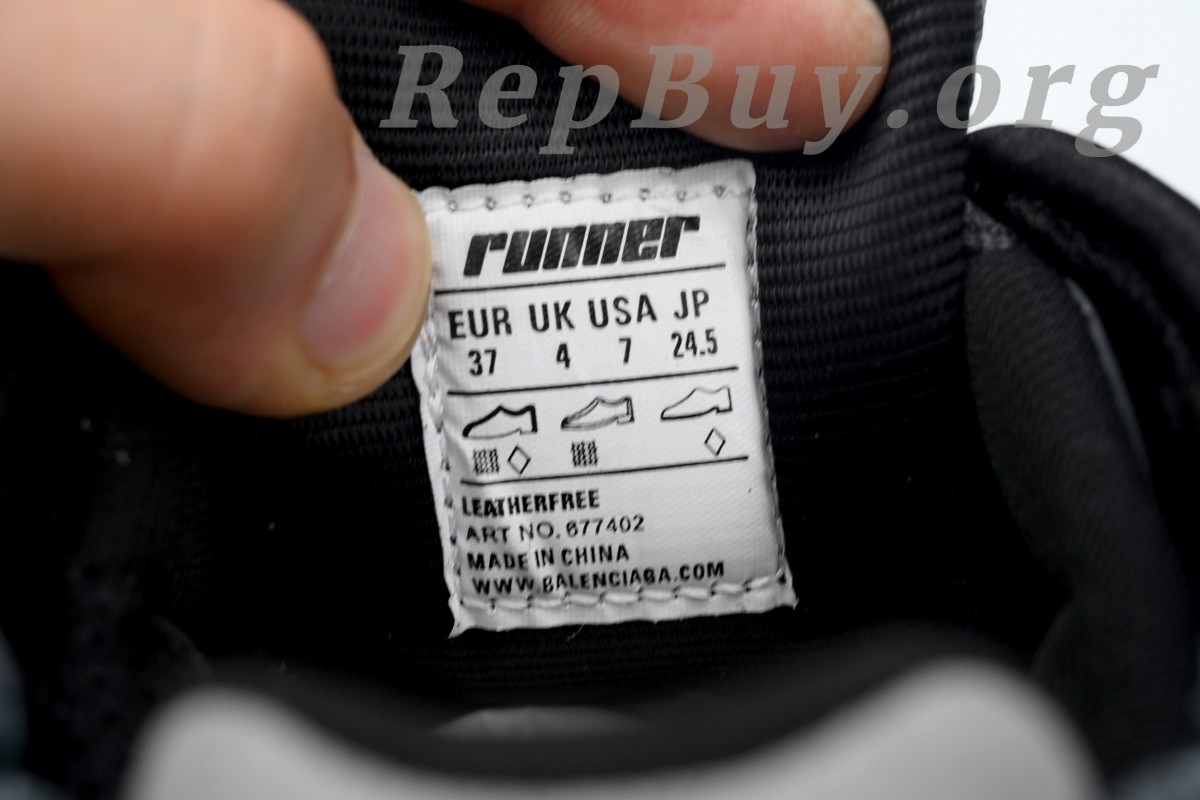 RepBuy.org
runner
EUR UK USA JP
37 4 7 24.5
LEATHERFREE
ART NO. 677402
MADE IN CHINA
WWW.BALENCIAGA.COM